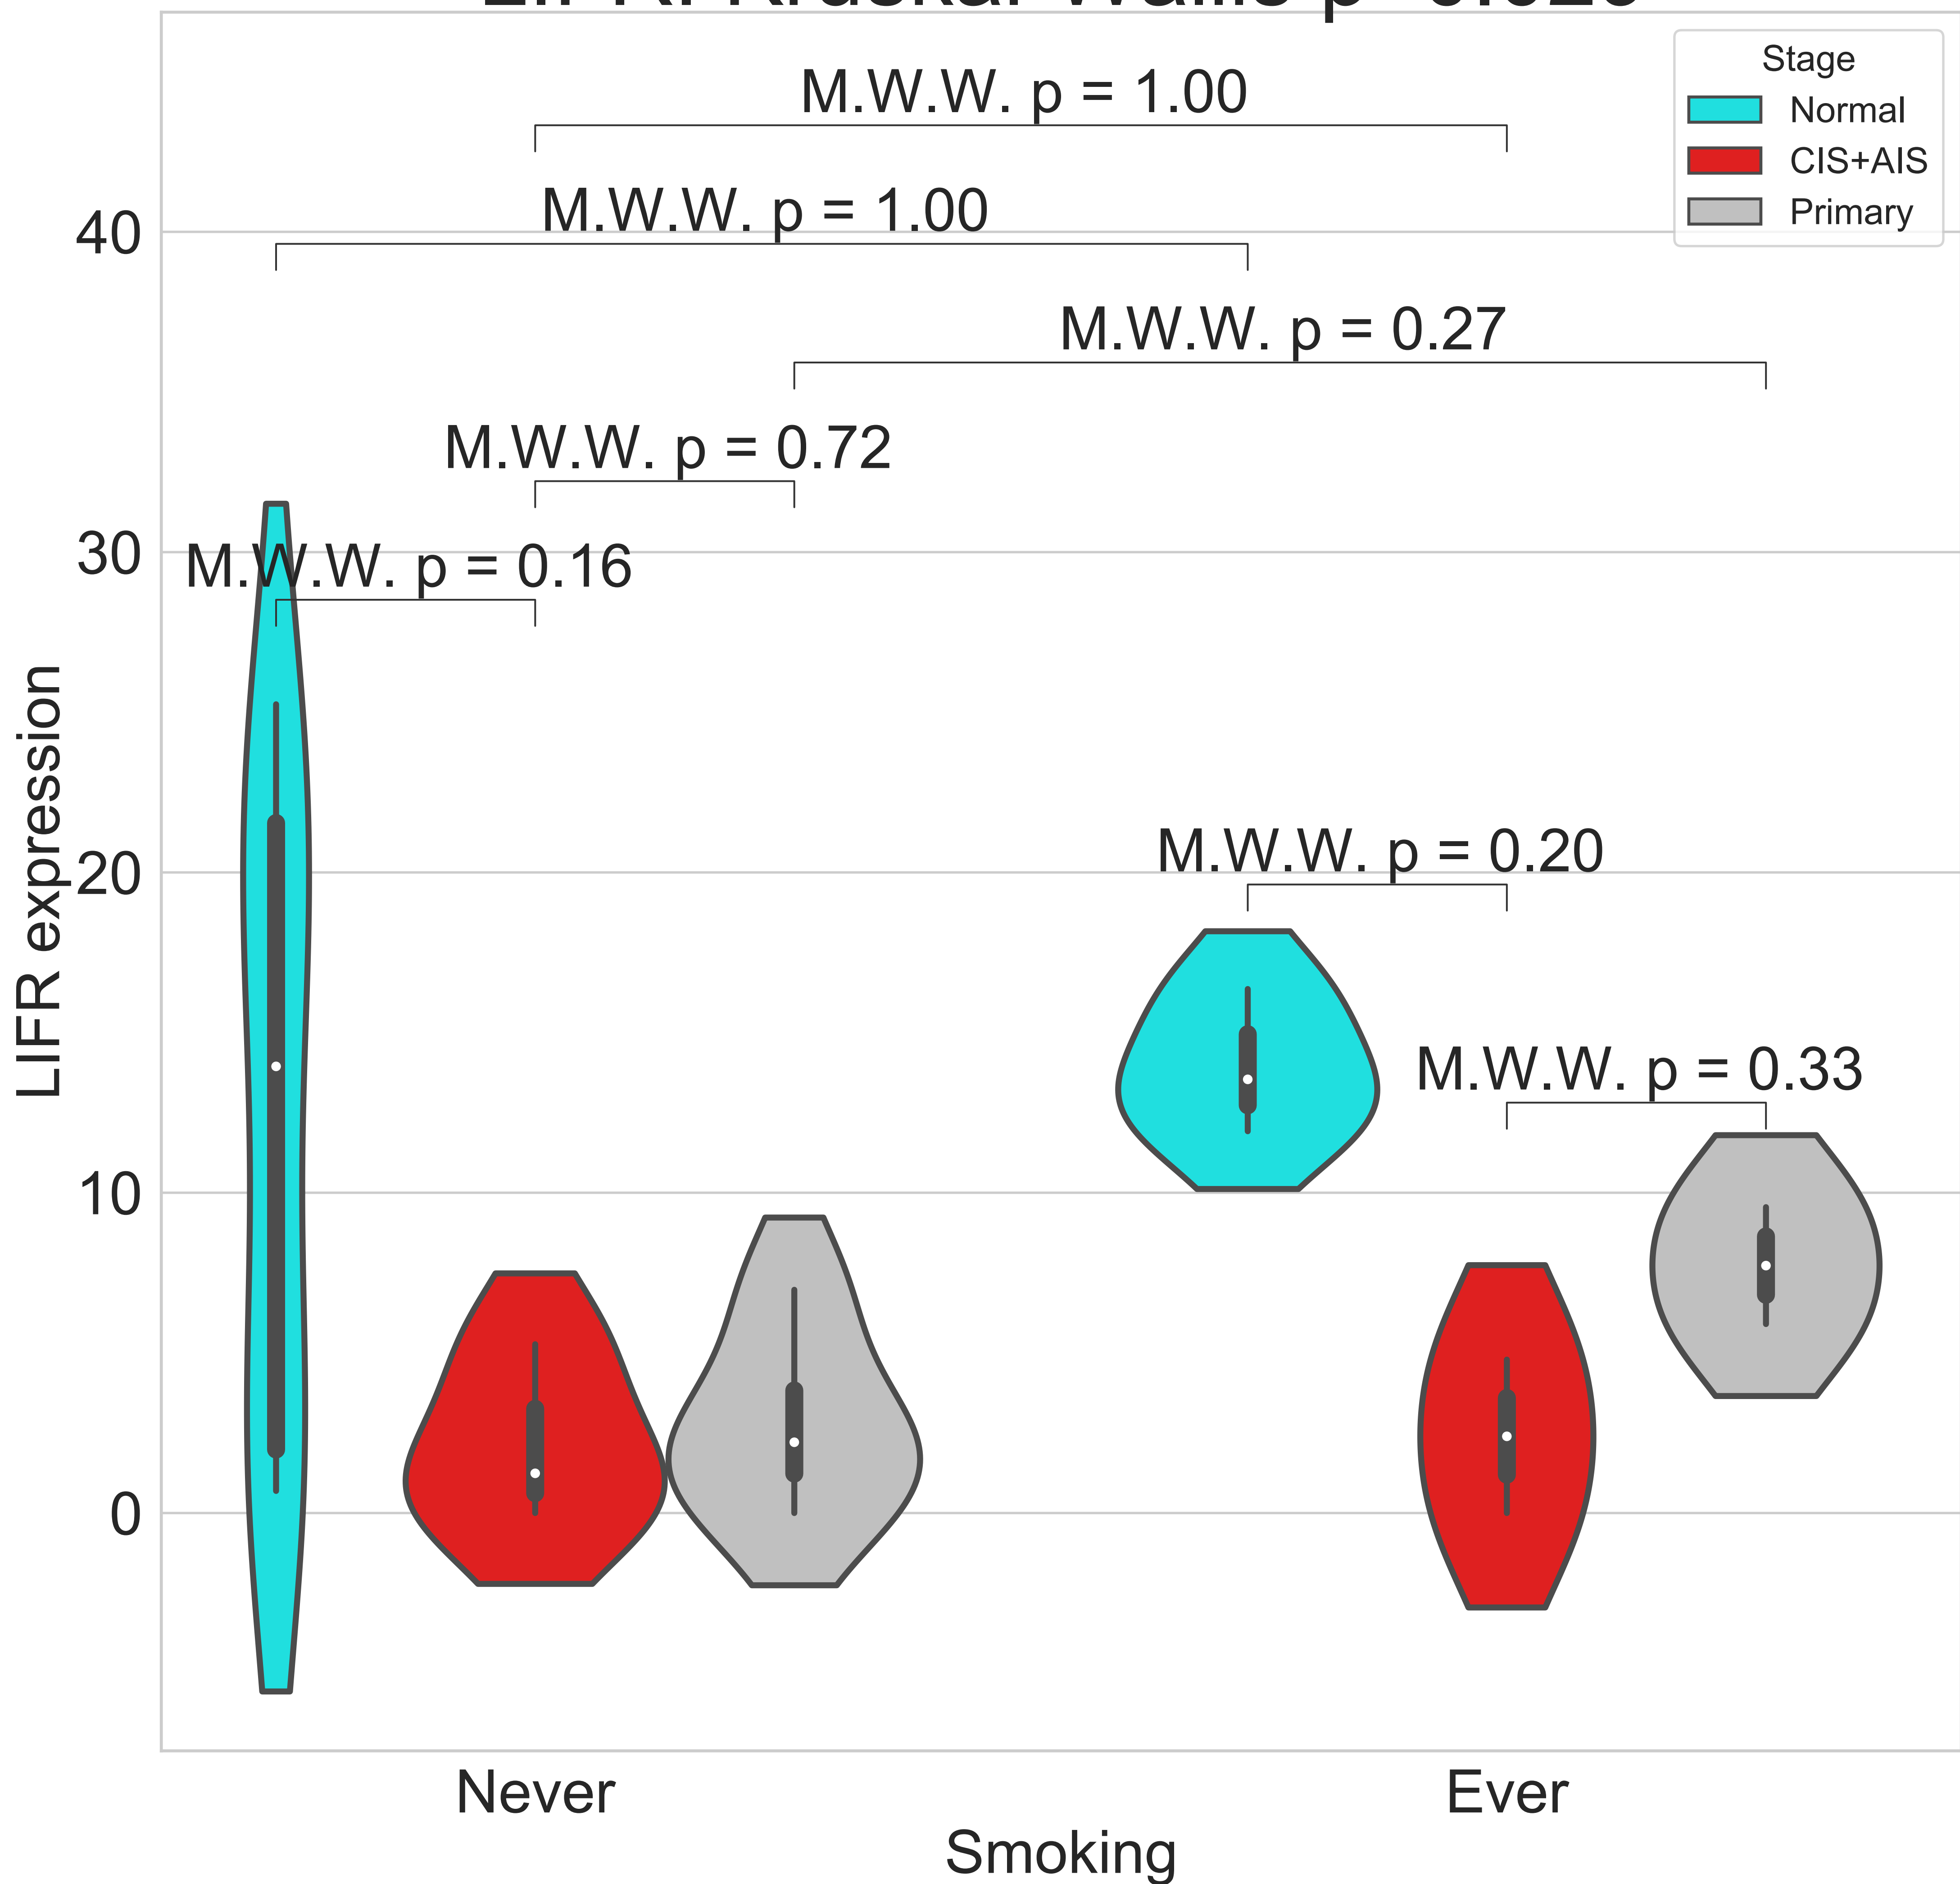 Stage
Normal
CIS+AIS
Primary
M.W.W. p = 1.00
M.W.W. p = 1.00
M.W.W. p = 0.27
M.W.W. p = 0.72
M.W.W. p = 0.16
M.W.W. p = 0.20
M.W.W. p = 0.33
40
30
20
10
0
LIFR expression
Never
Ever
Smoking